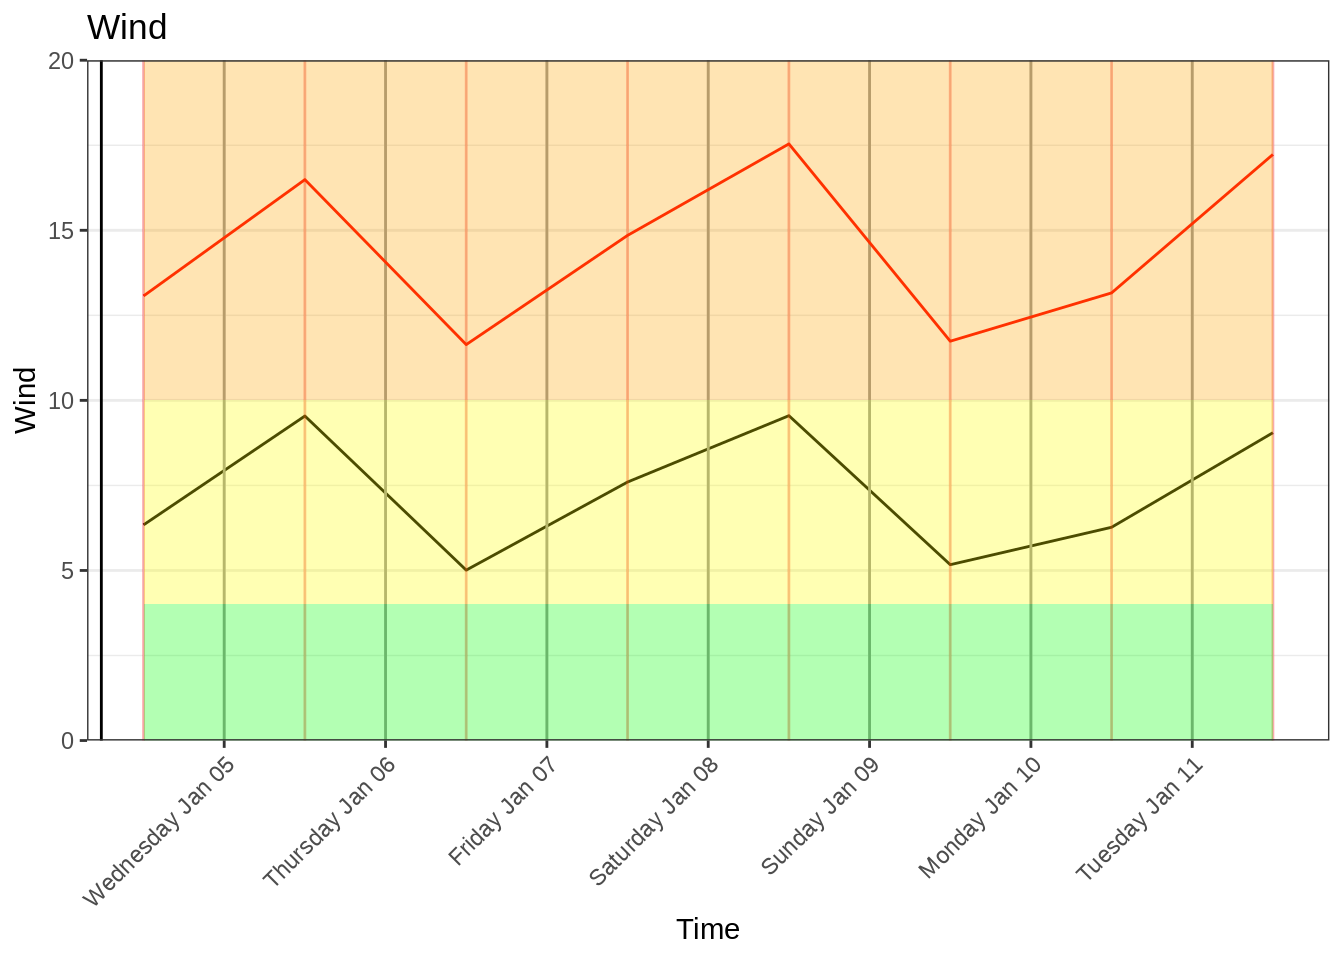 Wind
20
15
10
5
0
Wind
Wednesday Jan 05
Thursday Jan 06
Friday Jan 07
Saturday Jan 08
Sunday Jan 09
Monday Jan 10
Tuesday Jan 11
Time